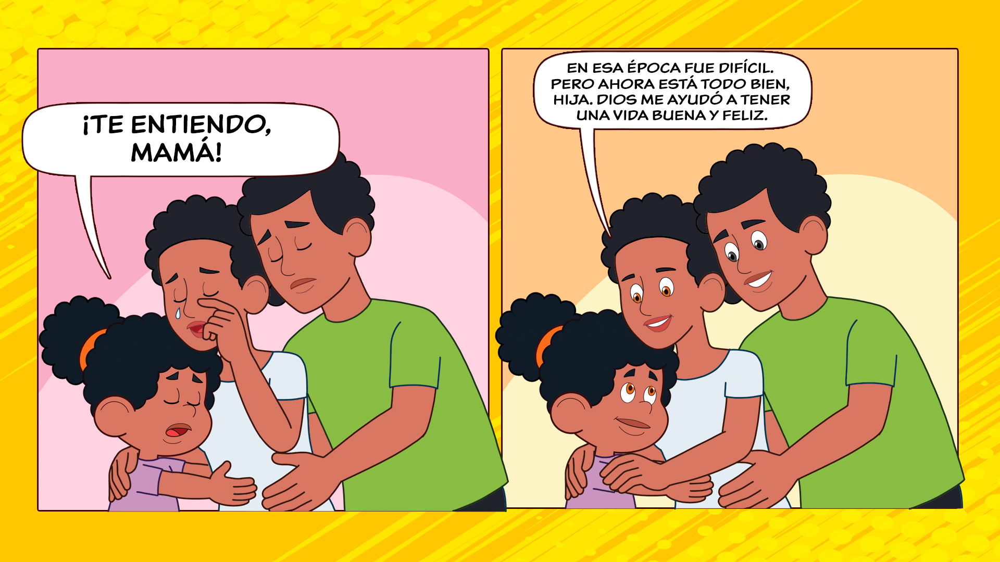 ¡TE ENTIENDO,
MAMÁ!
EN ESA ÉPOCA FUE DIFÍCIL.
PERO AHORA ESTÁ TODO BIEN,
HIJA. DIOS ME AYUDÓ A TENER
UNA VIDA BUENA Y FELIZ.